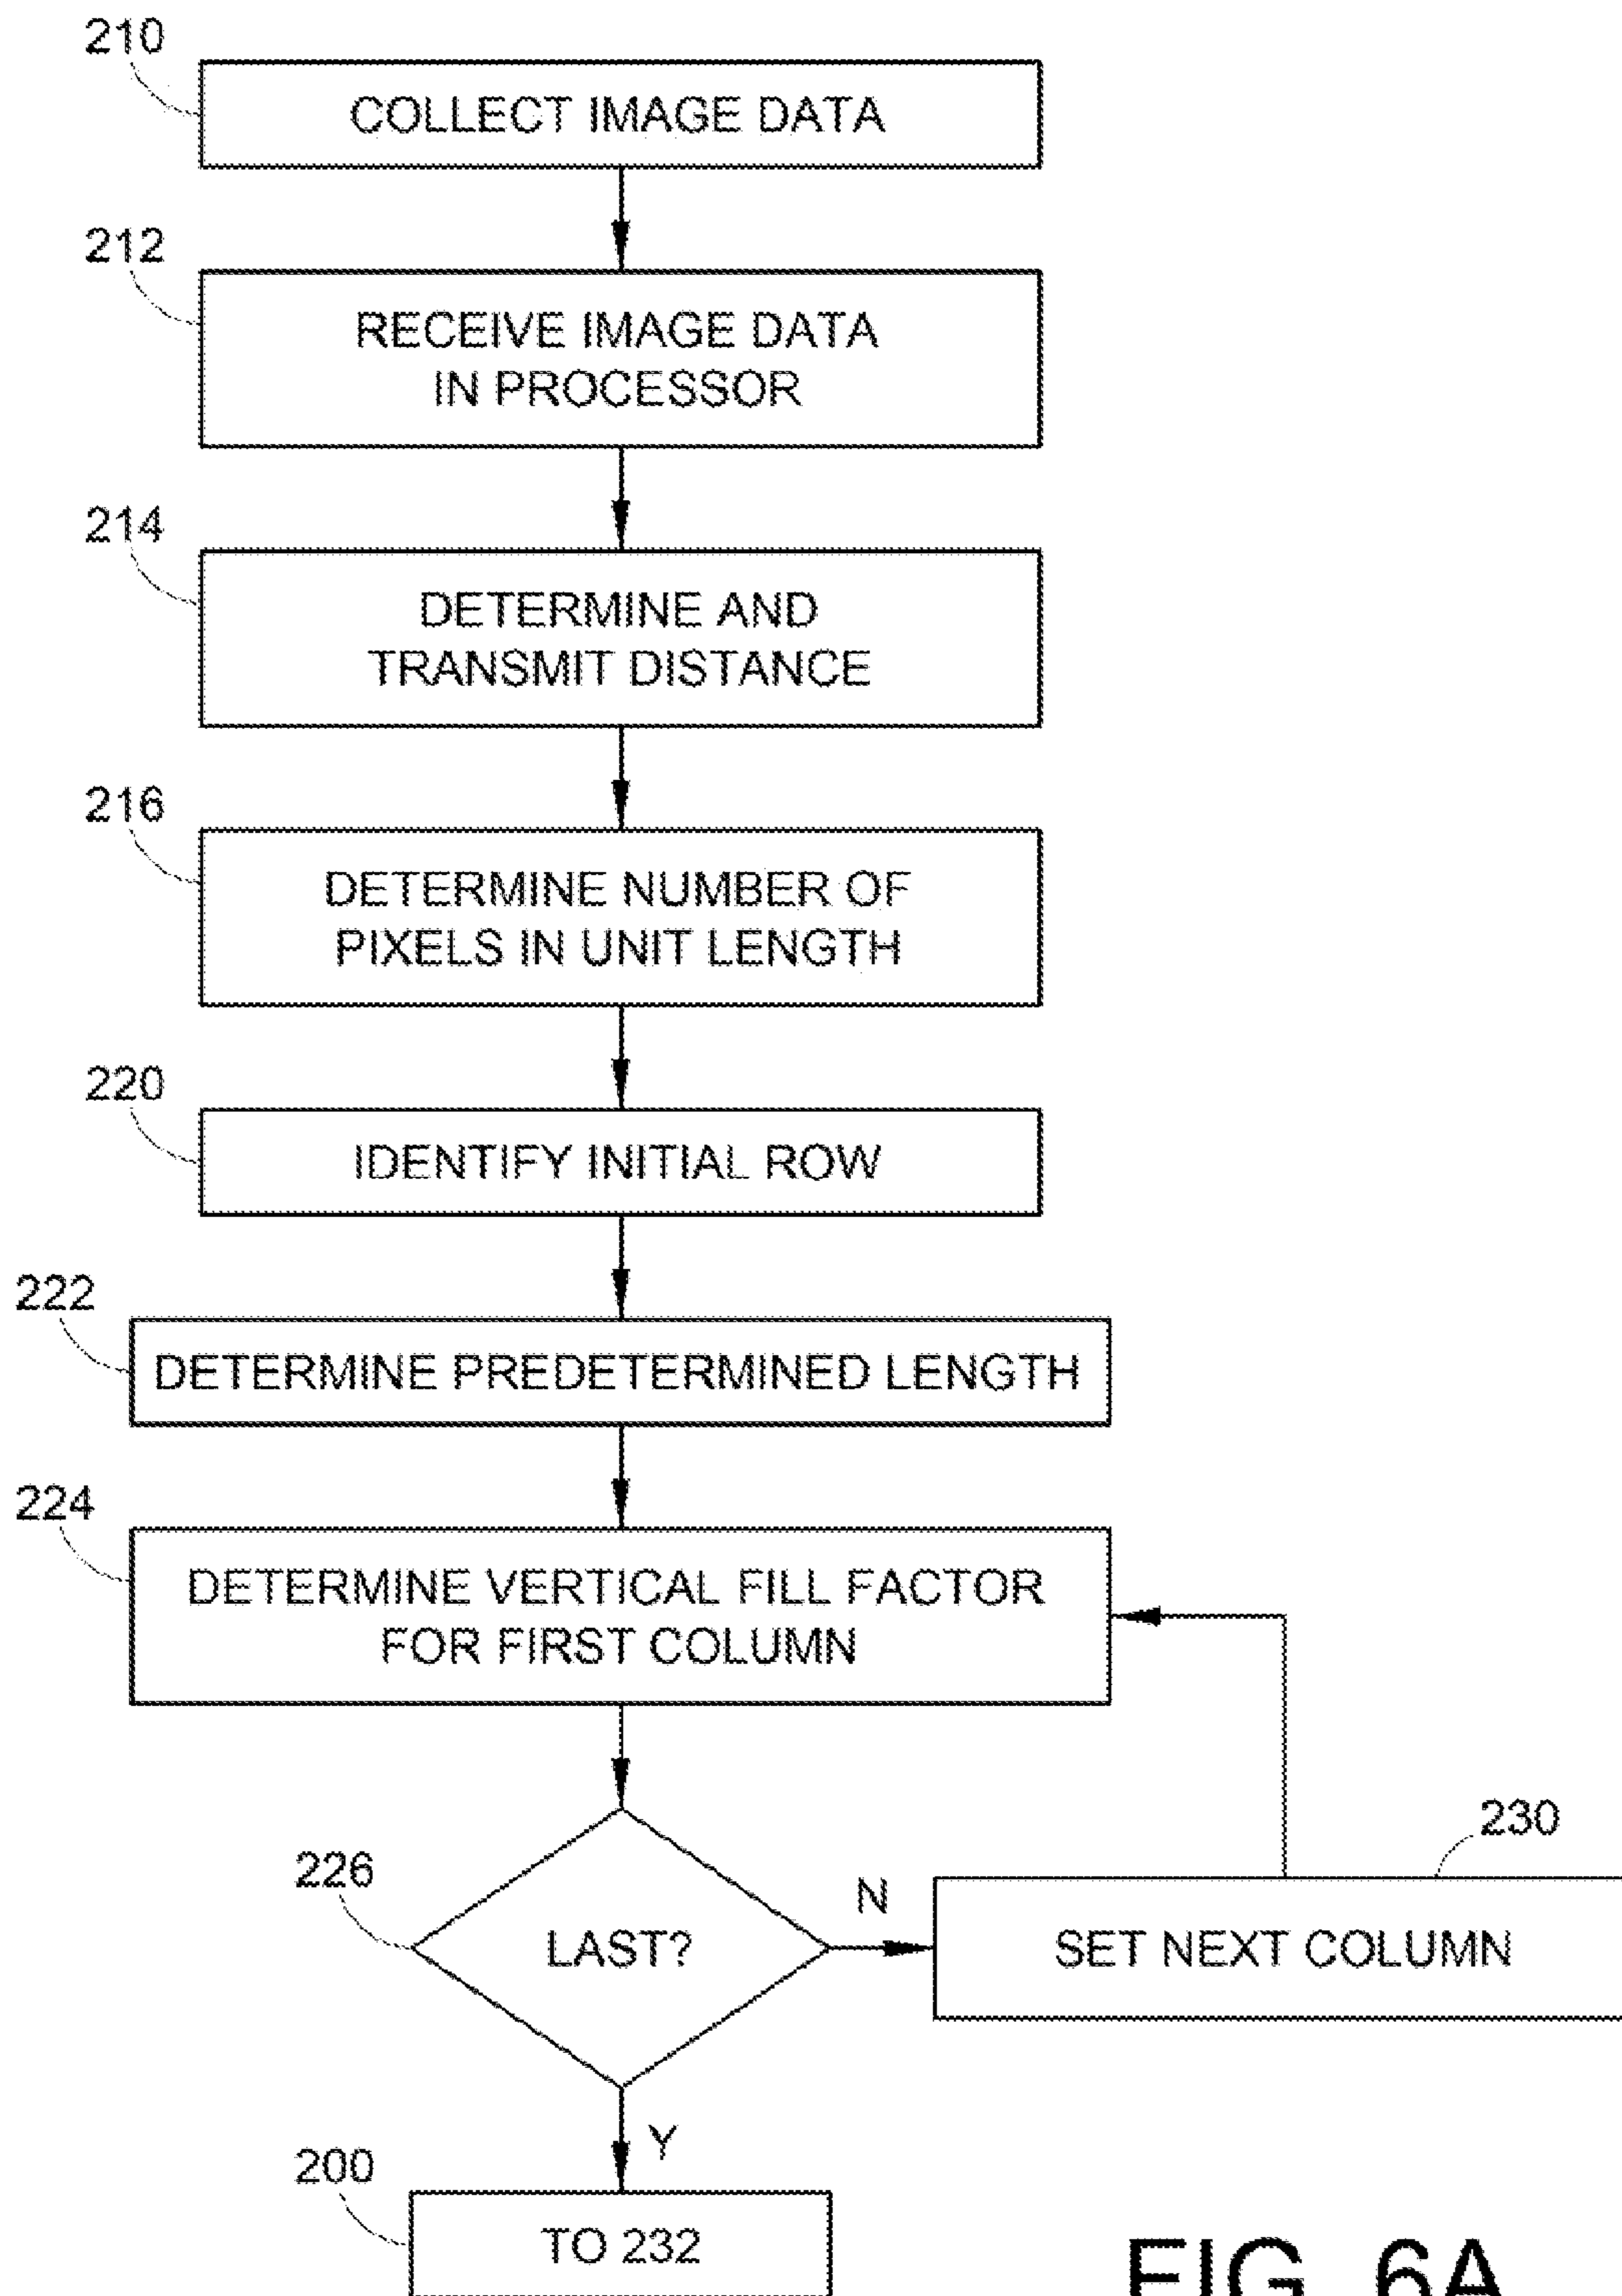 210
COLLECT IMAGE DATA
212
RECEIVE IMAGE DATA
IN PROCESSOR
214
DETERMINE AND
TRANSMIT DISTANCE
216
DETERMINE NUMBER OF
PIXELS IN UNIT LENGTH
220
IDENTIFY INITIAL ROW
222
DETERMINE PREDETERMINED LENGTH
224
DETERMINE VERTICAL FILL FACTOR
FOR FIRST COLUMN
226
LAST?
N
230
SET NEXT COLUMN
Y
200
TO 232
FIG. 6A